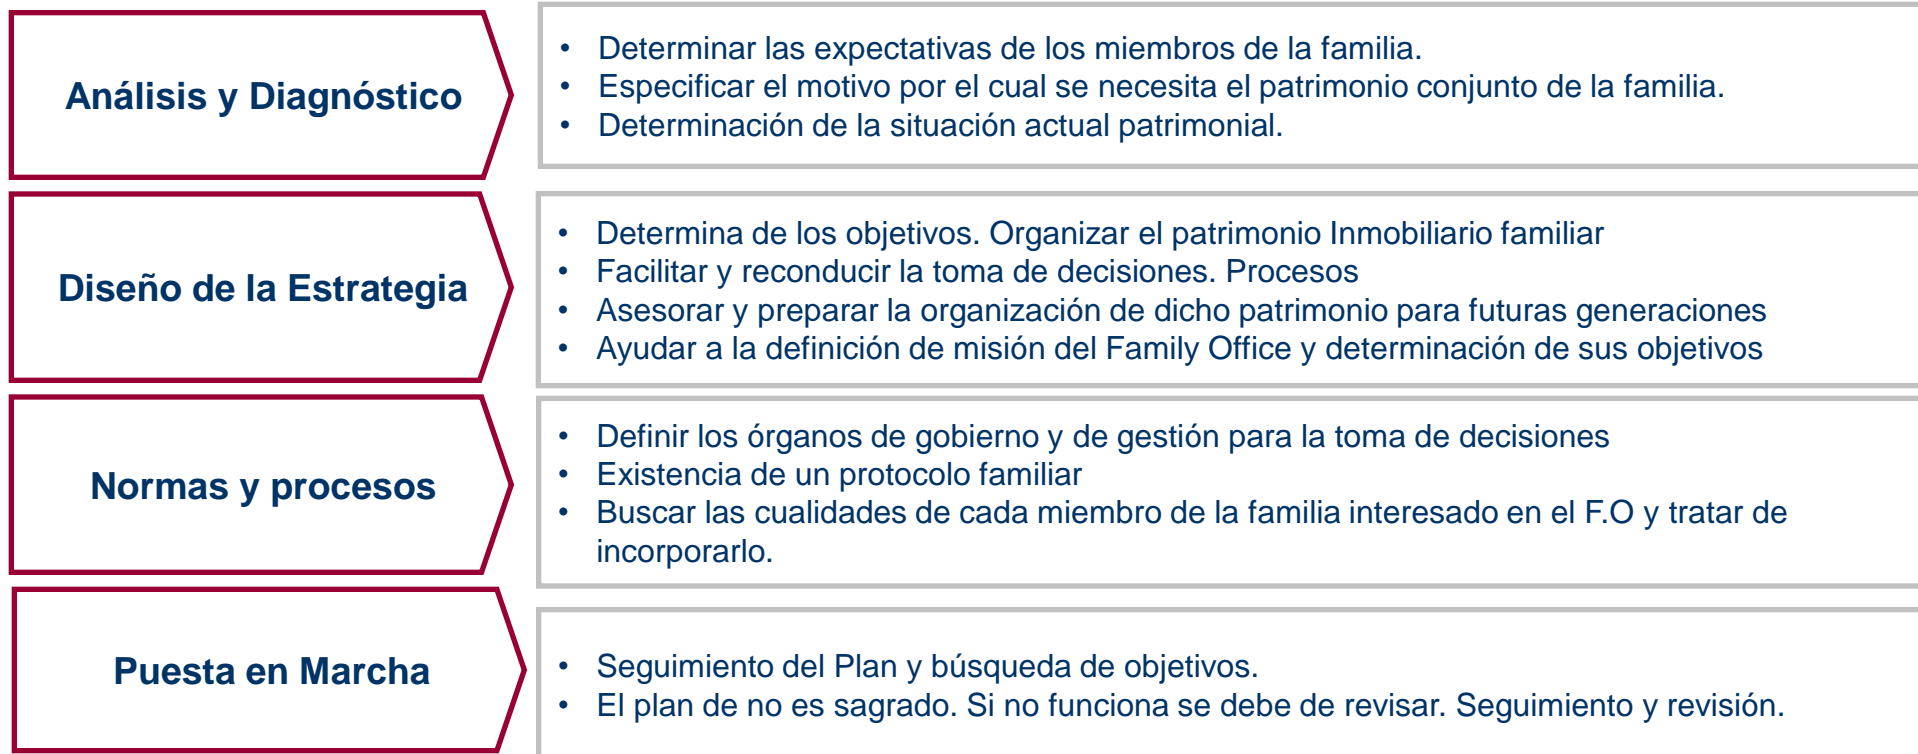 Análisis y Diagnóstico
• Determinar las expectativas de los miembros de la familia.
• Especificar el motivo por el cual se necesita el patrimonio conjunto de la familia.
• Determinación de la situación actual patrimonial.
Diseño de la Estrategia
• Determina de los objetivos. Organizar el patrimonio Inmobiliario familiar
• Facilitar y reconducir la toma de decisiones. Procesos
• Asesorar y preparar la organización de dicho patrimonio para futuras generaciones
• Ayudar a la definición de misión del Family Office y determinación de sus objetivos
Normas y procesos
• Definir los órganos de gobierno y de gestión para la toma de decisiones
• Existencia de un protocolo familiar
• Buscar las cualidades de cada miembro de la familia interesado en el F.O y tratar de
incorporarlo.
Puesta en Marcha
• Seguimiento del Plan y búsqueda de objetivos.
• El plan de no es sagrado. Si no funciona se debe de revisar. Seguimiento y revisión.